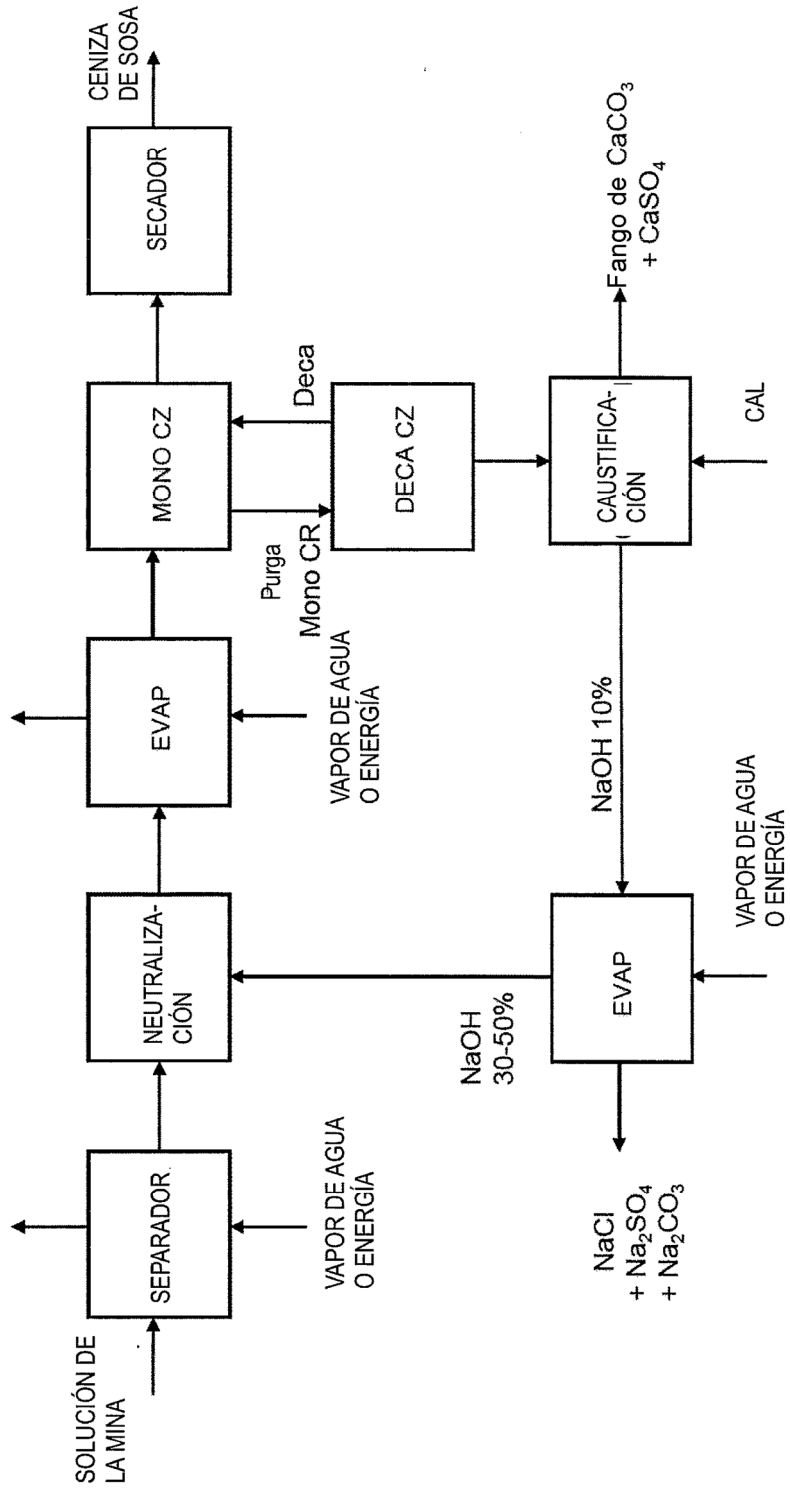 SOLUCIÓN DE
LA MINA
SEPARADOR
VAPOR DE AGUA
O ENERGÍA
NEUTRALIZA-
CIÓN
EVAP
VAPOR DE AGUA
O ENERGÍA
MONO CZ
SECADOR
CENIZA
DE SOSA
Purga
Mono CR
Deca
DECA CZ
NaOH
30-50%
NaCl
+ Na₂SO₄
+ Na₂CO₃
EVAP
VAPOR DE AGUA
O ENERGÍA
NaOH 10%
CAUSTIFICA-
CIÓN
CAL
Fango de CaCO₃
+ CaSO₄